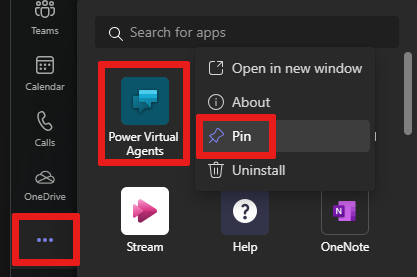 Teams
Calendar
Calls
OneDrive
Search for apps
Power Virtual
Agents
Open in new window
About
Pin
Uninstall
Stream
Help
OneNote